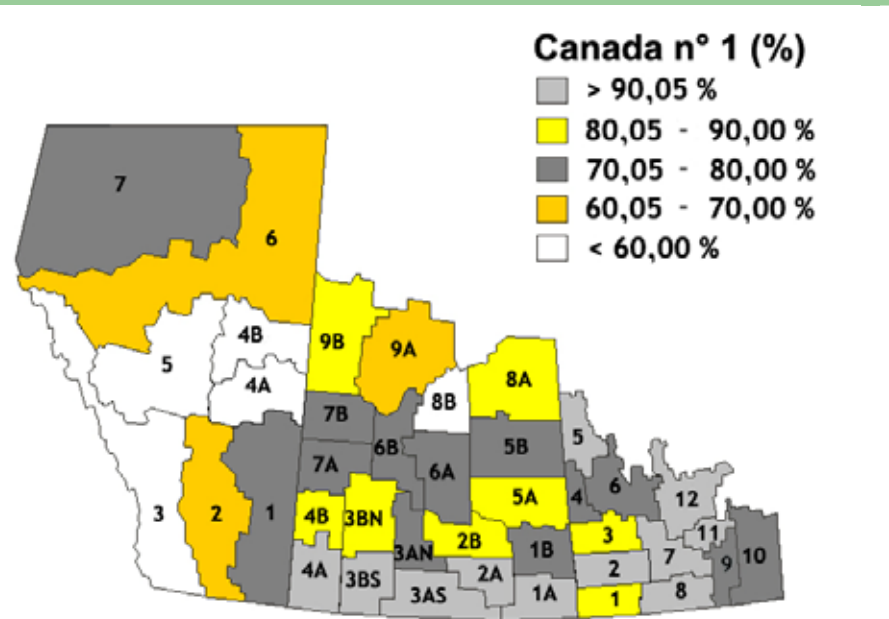 Canada n° 1 (%)
> 90,05 %
80,05 - 90,00 %
70,05 - 80,00 %
60,05 - 70,00 %
< 60,00 %
7
6
4B
9B
9A
5
4A
8A
8B
7B
5
6B
5B
7A
6A
6
4
5A
12
3
2
1
4B
3BN
2B
3
11
3AN
1B
7
10
4A
3BS
2A
2
9
3AS
1A
1
8